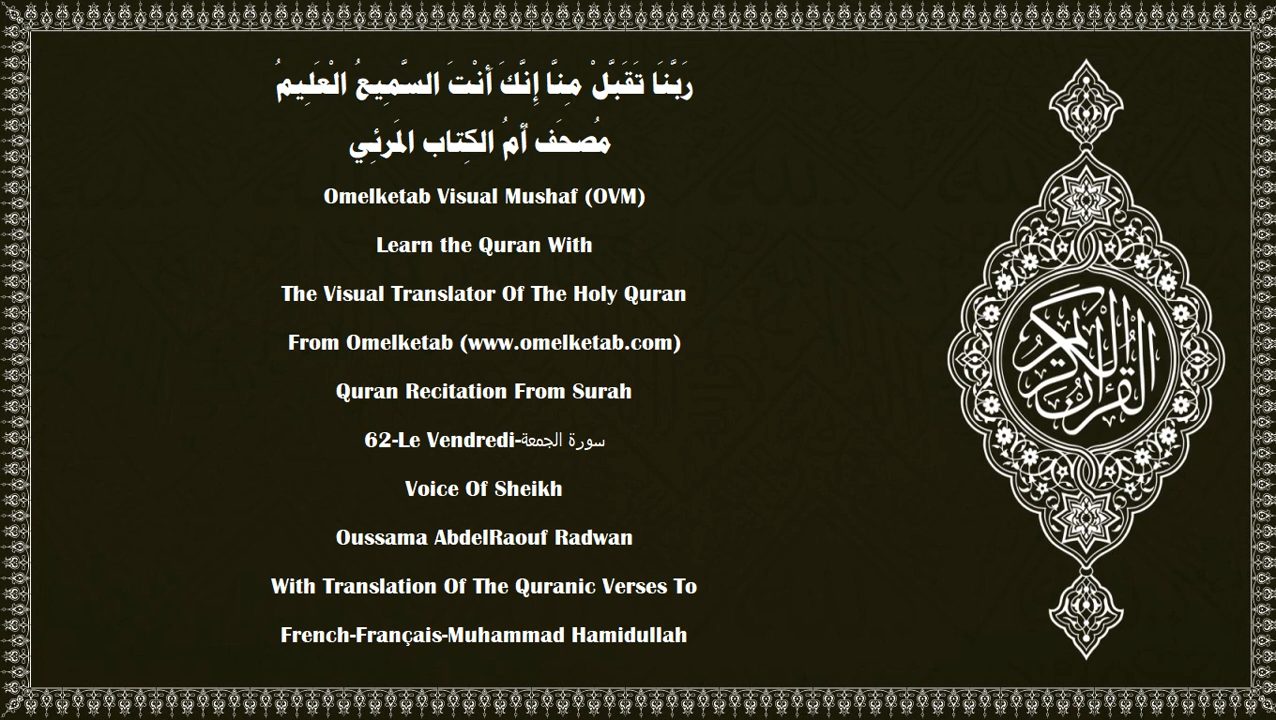 رَبَّنَا تَقَبَّلْ مِنَّا إِنَّكَ أَنْتَ السَّمِيعُ الْعَلِيمُ
مُصحَف أمُ الكِتاب المَرئِي
Omelketab Visual Mushaf (OVM)
Learn the Quran With
The Visual Translator Of The Holy Quran
From Omelketab (www.omelketab.com)
Quran Recitation From Surah
62-Le Vendredi-سورة الجمعة
Voice Of Sheikh
Oussama AbdelRaouf Radwan
With Translation Of The Quranic Verses To
French-Français-Muhammad Hamidullah
القرآن الكريم